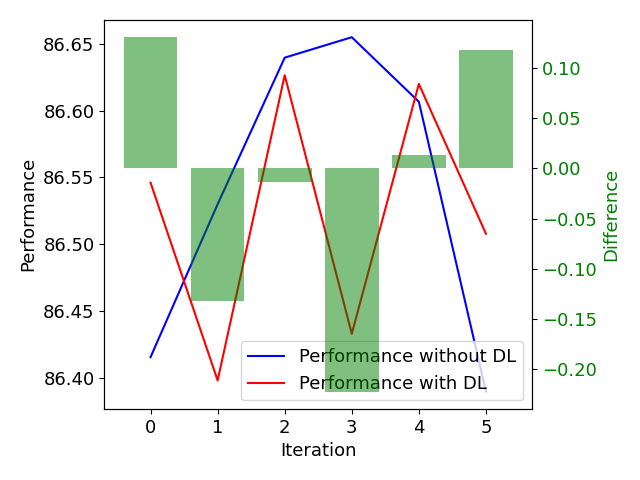 86.65
86.60
86.55
86.50
86.45
86.40
Performance
0 1 2 3 4 5
Iteration
0.10
0.05
0.00
−0.05
−0.10
−0.15
−0.20
Difference
Performance without DL
Performance with DL